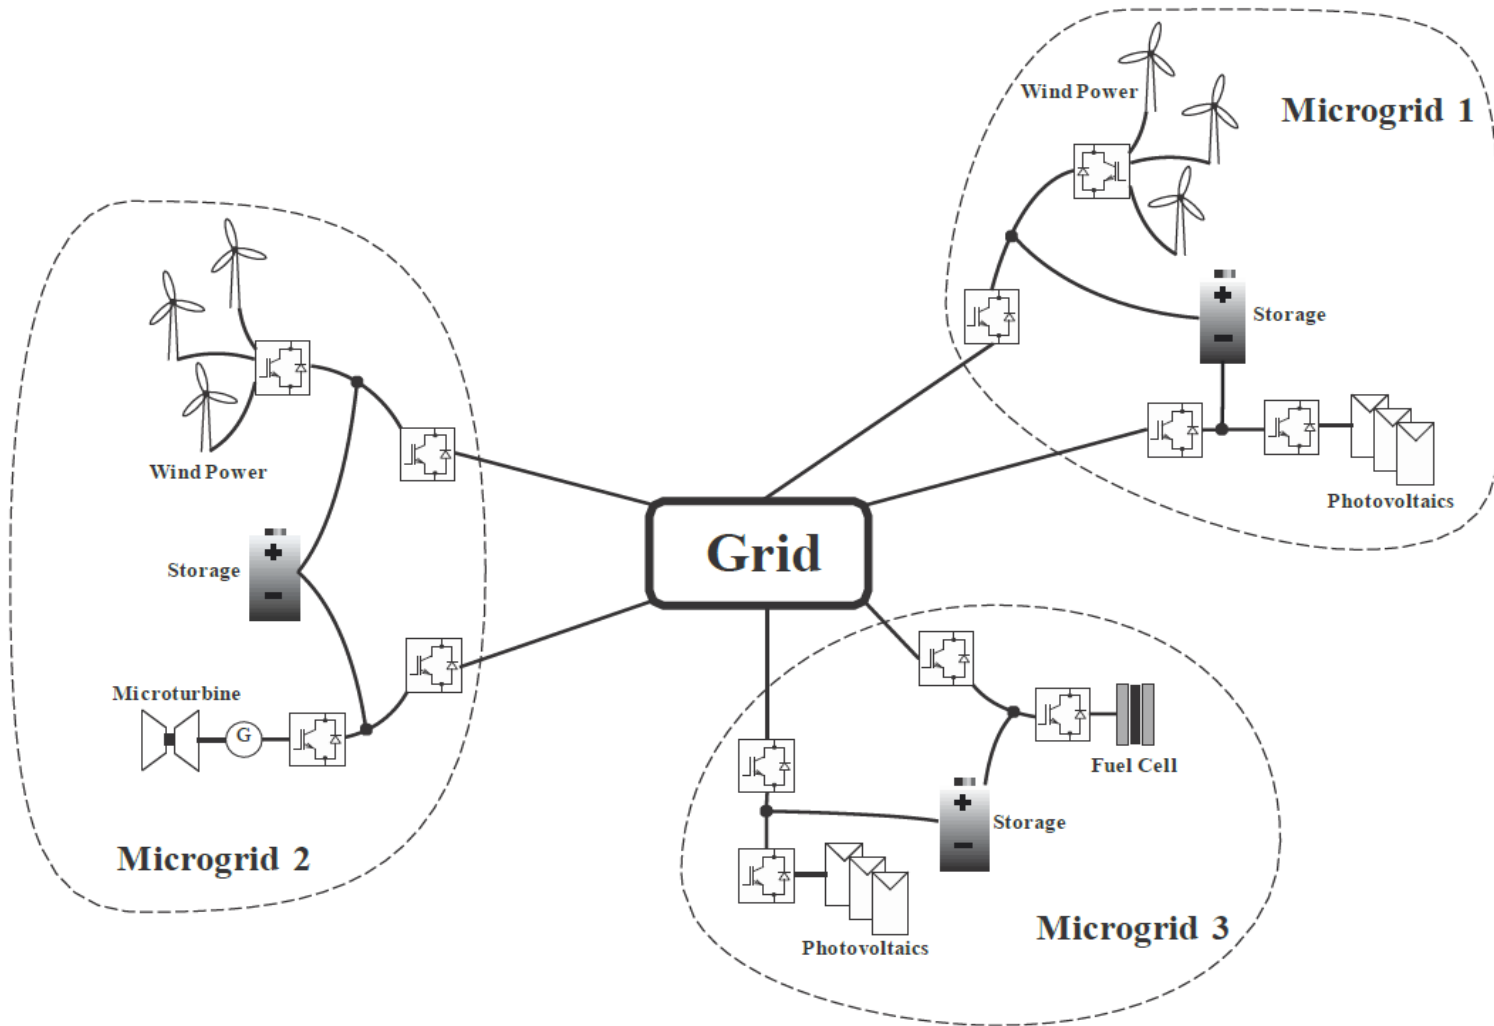 Wind Power
Microgrid 1
Storage
Photovoltaics
Wind Power
Storage
Microturbine
G
Microgrid 2
Grid
Fuel Cell
Storage
Photovoltaics
Microgrid 3